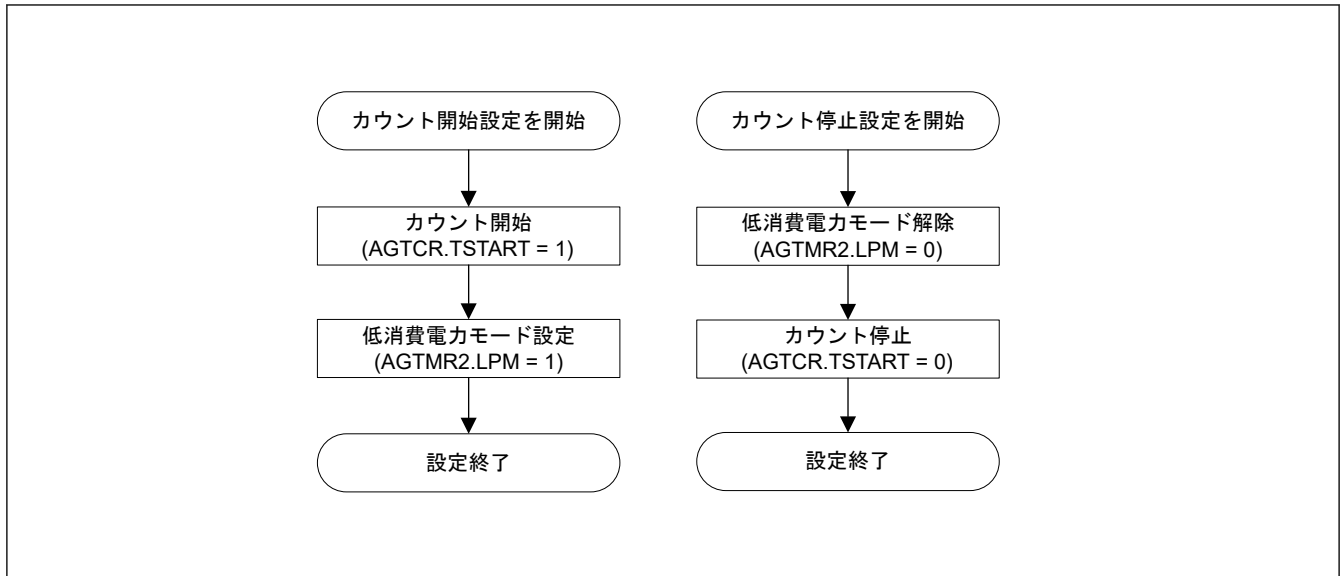 カウント開始設定を開始
カウント開始
(AGTCR.TSTART = 1)
低消費電力モード設定
(AGTMR2.LPM = 1)
設定終了
カウント停止設定を開始
低消費電力モード解除
(AGTMR2.LPM = 0)
カウント停止
(AGTCR.TSTART = 0)
設定終了